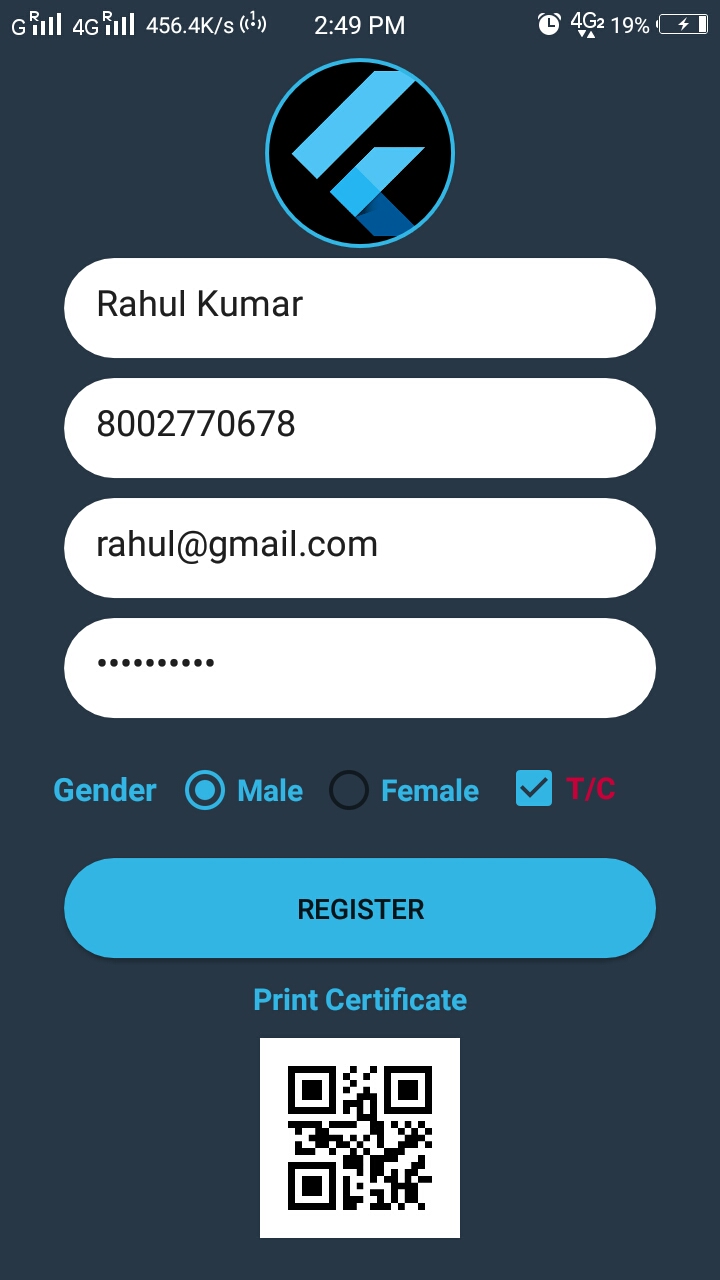 G R 4G R 456.4K/s 2:49 PM 4G2 19%
Rahul Kumar
8002770678
rahul@gmail.com
••••••••••
Gender Male Female T/C
REGISTER
Print Certificate